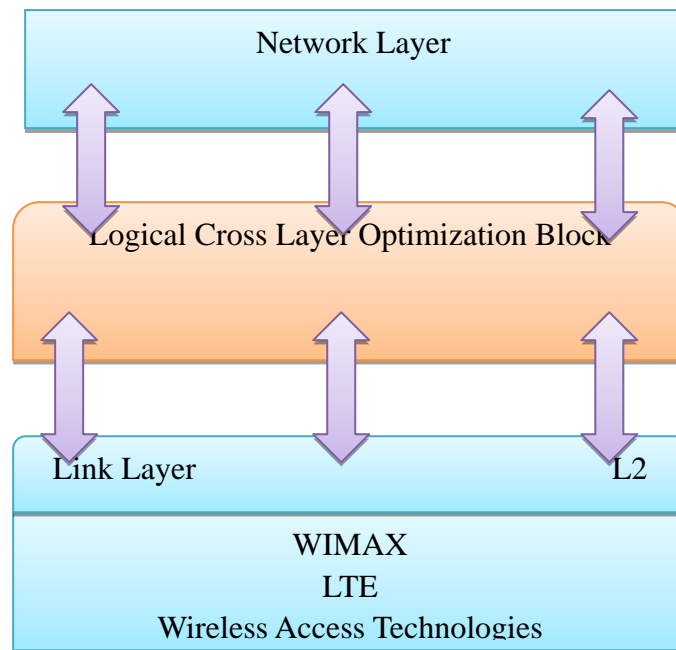 Network Layer
Logical Cross Layer Optimization Block
Link Layer L2
WIMAX
LTE
Wireless Access Technologies